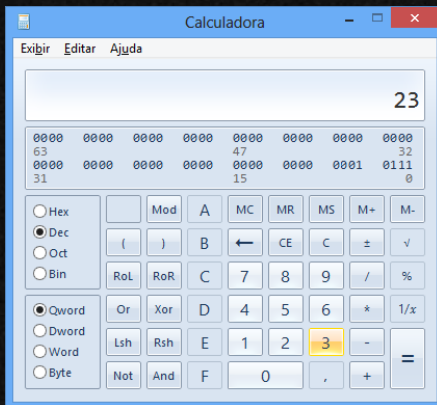 Calculadora
Exibir Editar Ajuda
23
0000 0000 0000 0000 0000 0000 0000 0000
63 47 32
0000 0000 0000 0000 0000 0000 0001 0111
31 15 0
Hex Mod A MC MR MS M+ M-
Dec ( ) B ← CE C ± √
Oct RoL RoR C 7 8 9 / %
Bin
Qword Or Xor D 4 5 6 * 1/x
Dword Lsh Rsh E 1 2 3 - =
Word
Byte Not And F 0 , +